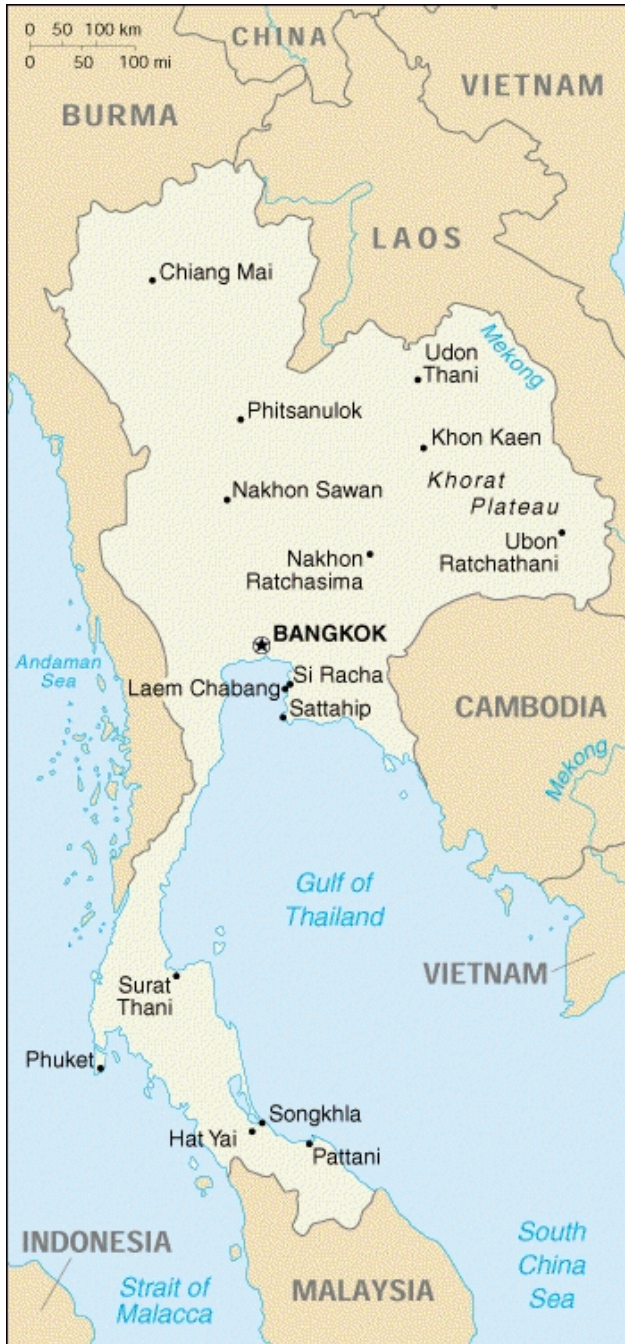 0 50 100 km
0 50 100 mi
CHINA
VIETNAM
BURMA
LAOS
Chiang Mai
Mekong
Udon
Thani
Phitsanulok
Khon Kaen
Khorat
Plateau
Nakhon Sawan
Ubon
Ratchathani
Nakhon
Ratchasima
BANGKOK
Andaman
Sea
Si Racha
Laem Chabang
Sattahip
CAMBODIA
Mekong
Gulf of
Thailand
VIETNAM
Surat
Thani
Phuket
Songkhla
Hat Yai
Pattani
INDONESIA
South
China
Sea
Strait of
Malacca
MALAYSIA